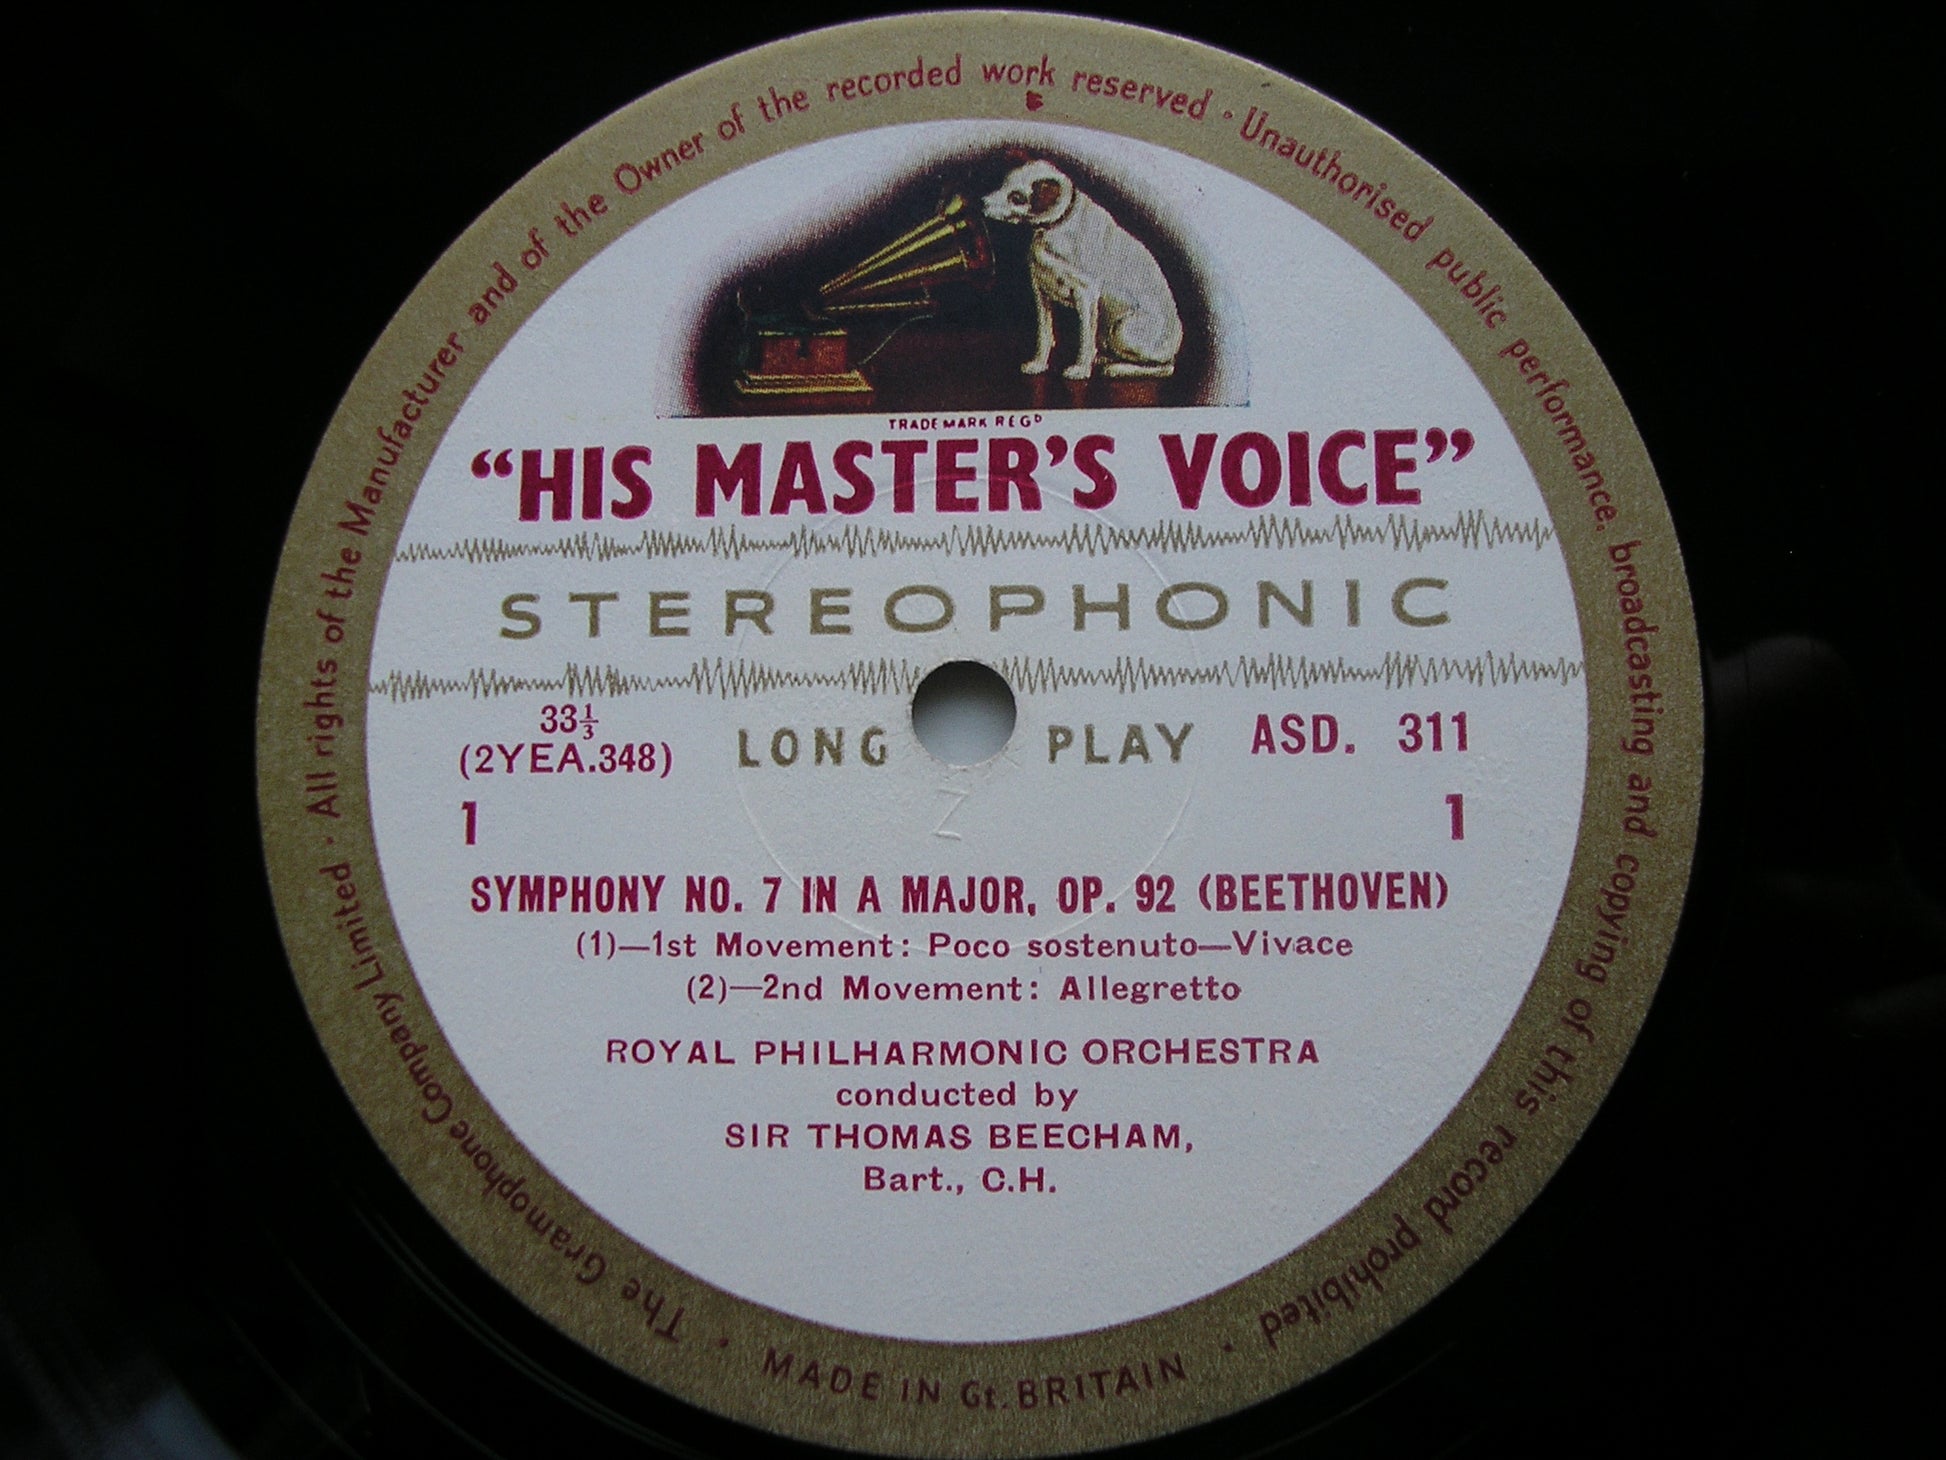 The Gramophone Company Limited · All rights of the Manufacturer and of the Owner of the recorded work reserved · Unauthorised public performance, broadcasting and copying of this record prohibited ·
TRADE MARK REGD
“HIS MASTER’S VOICE”
STEREOPHONIC
33⅓
(2YEA.348)
LONG PLAY
ASD. 311
1
1
Z
SYMPHONY NO. 7 IN A MAJOR, OP. 92 (BEETHOVEN)
(1)—1st Movement: Poco sostenuto—Vivace
(2)—2nd Movement: Allegretto
ROYAL PHILHARMONIC ORCHESTRA
conducted by
SIR THOMAS BEECHAM,
Bart., C.H.
MADE IN Gt. BRITAIN